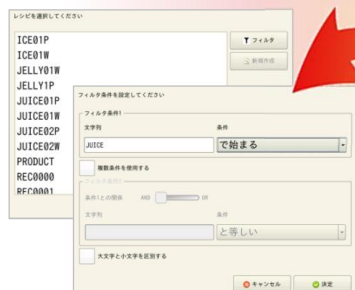 レシピを選択してください
ICE01P
ICE01W
JELLY01W
JELLY1P
JUICE01P
JUICE01W
JUICE02P
JUICE02W
PRODUCT
REC0000
REC0001
フィルタ
新規作成
フィルタ条件を設定してください
フィルタ条件1
文字列 条件
JUICE で始まる
複数条件を使用する
フィルタ条件2
条件1との関係 AND OR
文字列 条件
と等しい
大文字と小文字を区別する
キャンセル 決定